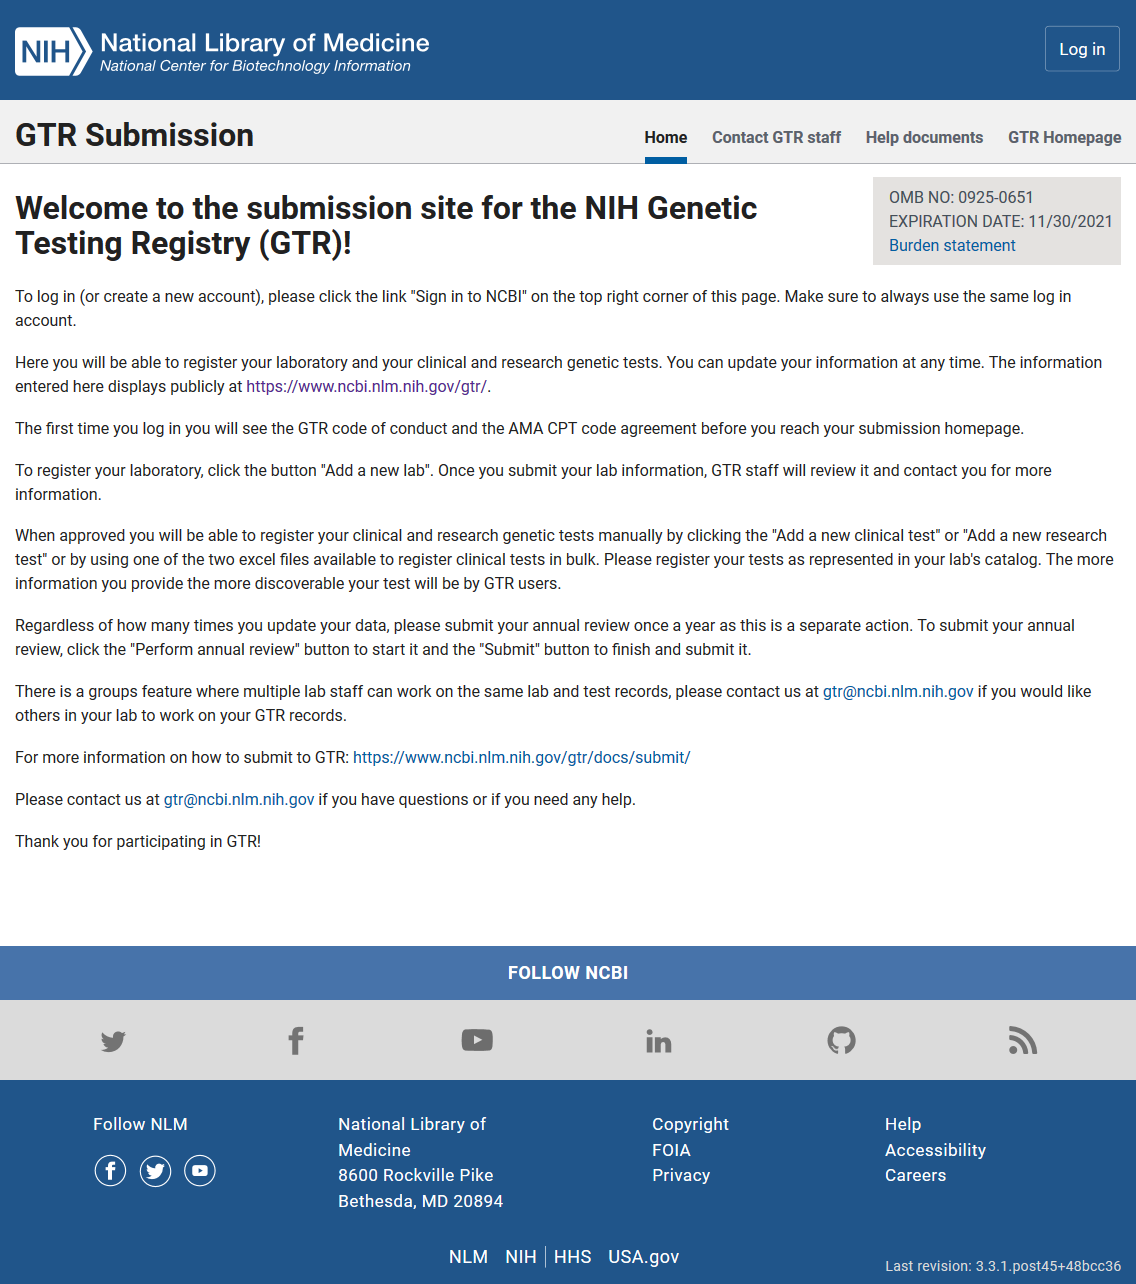 NIH National Library of Medicine
National Center for Biotechnology Information
Log in
GTR Submission
Home Contact GTR staff Help documents GTR Homepage
Welcome to the submission site for the NIH Genetic
Testing Registry (GTR)!
OMB NO: 0925-0651
EXPIRATION DATE: 11/30/2021
Burden statement
To log in (or create a new account), please click the link "Sign in to NCBI" on the top right corner of this page. Make sure to always use the same log in
account.
Here you will be able to register your laboratory and your clinical and research genetic tests. You can update your information at any time. The information
entered here displays publicly at https://www.ncbi.nlm.nih.gov/gtr/.
The first time you log in you will see the GTR code of conduct and the AMA CPT code agreement before you reach your submission homepage.
To register your laboratory, click the button "Add a new lab". Once you submit your lab information, GTR staff will review it and contact you for more
information.
When approved you will be able to register your clinical and research genetic tests manually by clicking the "Add a new clinical test" or "Add a new research
test" or by using one of the two excel files available to register clinical tests in bulk. Please register your tests as represented in your lab's catalog. The more
information you provide the more discoverable your test will be by GTR users.
Regardless of how many times you update your data, please submit your annual review once a year as this is a separate action. To submit your annual
review, click the "Perform annual review" button to start it and the "Submit" button to finish and submit it.
There is a groups feature where multiple lab staff can work on the same lab and test records, please contact us at gtr@ncbi.nlm.nih.gov if you would like
others in your lab to work on your GTR records.
For more information on how to submit to GTR: https://www.ncbi.nlm.nih.gov/gtr/docs/submit/
Please contact us at gtr@ncbi.nlm.nih.gov if you have questions or if you need any help.
Thank you for participating in GTR!
FOLLOW NCBI
Follow NLM
National Library of
Medicine
8600 Rockville Pike
Bethesda, MD 20894
Copyright
FOIA
Privacy
Help
Accessibility
Careers
NLM NIH HHS USA.gov
Last revision: 3.3.1.post45+48bcc36